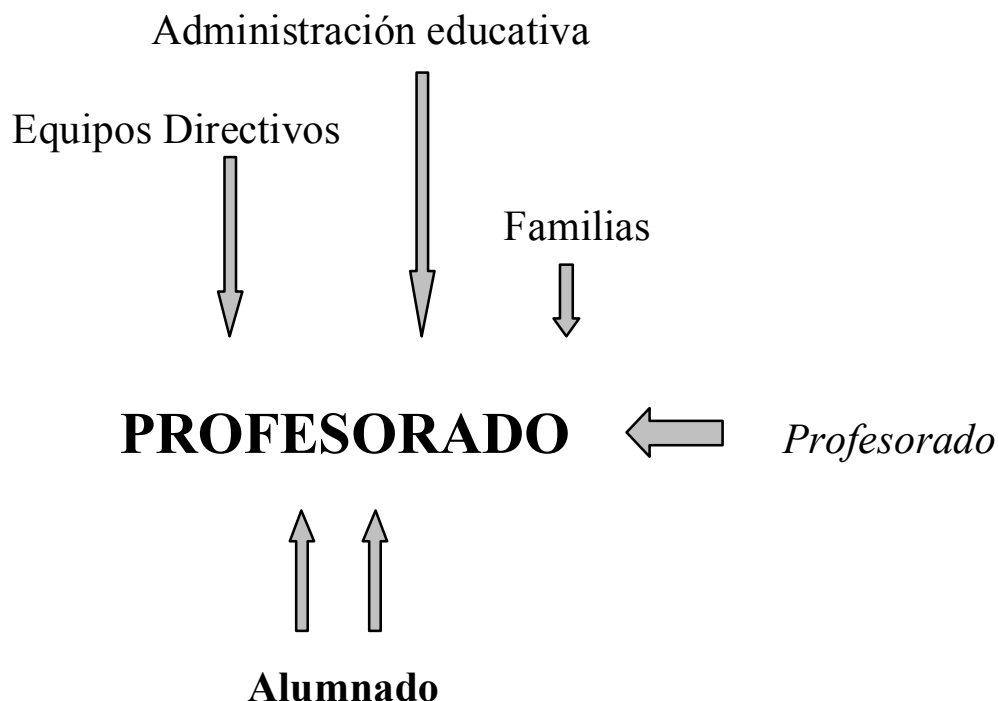 Administración educativa
Equipos Directivos
Familias
PROFESORADO
Profesorado
Alumnado